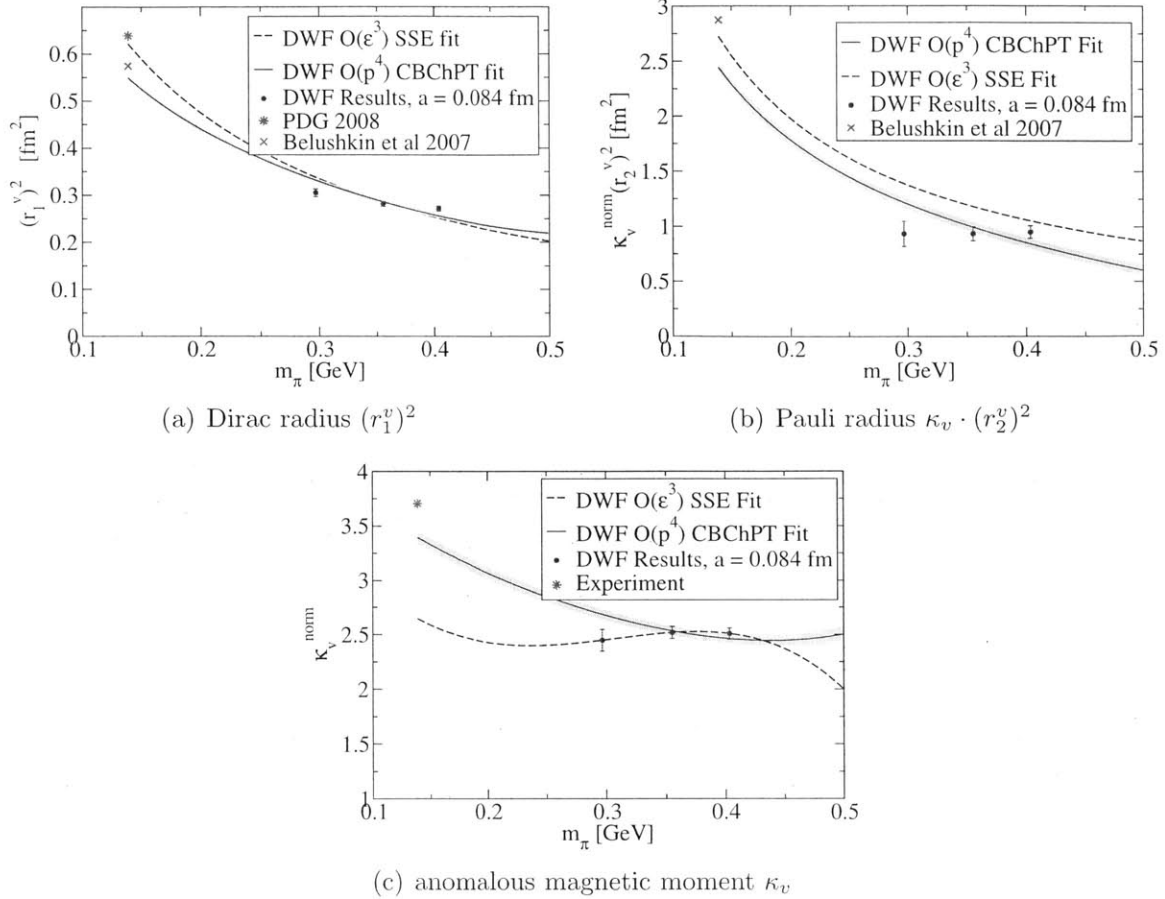 0.6
0.5
0.4
0.3
0.2
0.1
0
(r₁ᵛ)² [fm²]
DWF O(ε³) SSE fit
DWF O(p⁴) CBChPT fit
DWF Results, a = 0.084 fm
PDG 2008
Belushkin et al 2007
0.1 0.2 0.3 0.4 0.5
m_π [GeV]
(a) Dirac radius (r₁ᵛ)²
3
2.5
2
1.5
1
0.5
0
κᵥⁿᵒʳᵐ(r₂ᵛ)² [fm²]
DWF O(p⁴) CBChPT Fit
DWF O(ε³) SSE Fit
DWF Results, a = 0.084 fm
Belushkin et al 2007
0.1 0.2 0.3 0.4 0.5
m_π [GeV]
(b) Pauli radius κᵥ · (r₂ᵛ)²
4
3.5
3
2.5
2
1.5
1
κᵥⁿᵒʳᵐ
DWF O(ε³) SSE Fit
DWF O(p⁴) CBChPT Fit
DWF Results, a = 0.084 fm
Experiment
0.1 0.2 0.3 0.4 0.5
m_π [GeV]
(c) anomalous magnetic moment κᵥ